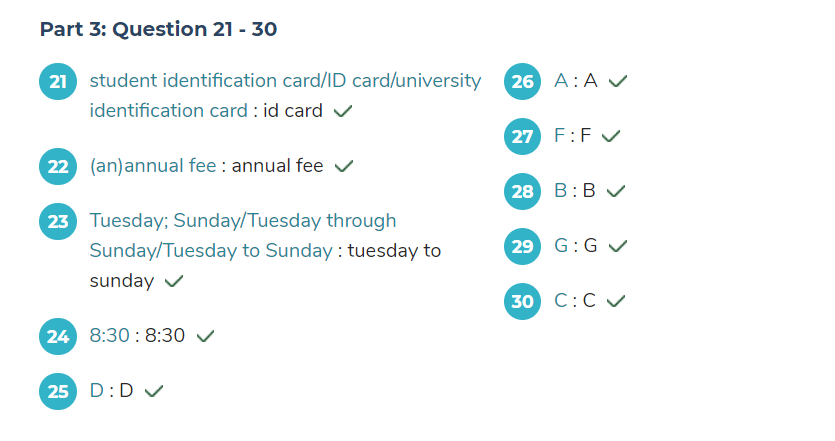 Part 3: Question 21 - 30
21 student identification card/ID card/university
identification card : id card
22 (an)annual fee : annual fee
23 Tuesday; Sunday/Tuesday through
Sunday/Tuesday to Sunday : tuesday to
sunday
24 8:30 : 8:30
25 D : D
26 A : A
27 F : F
28 B : B
29 G : G
30 C : C